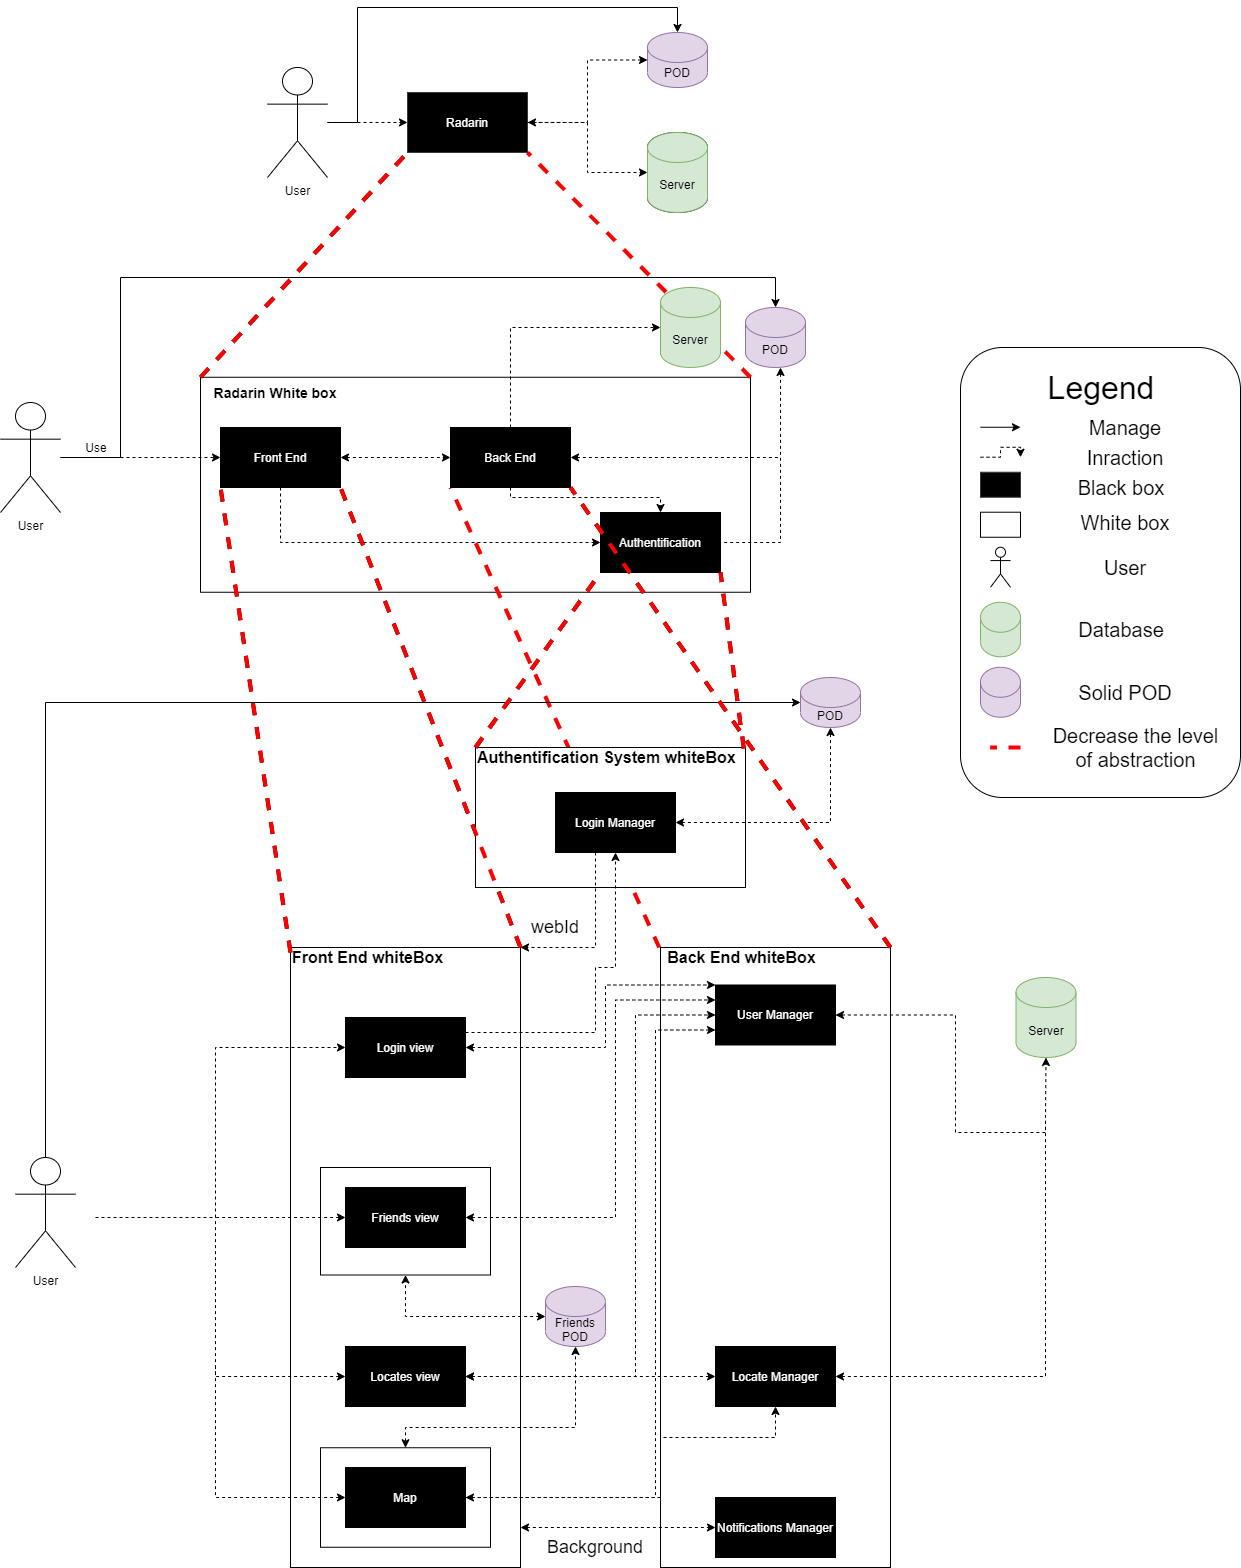 POD
Radarin
User
Server
Server
POD
Radarin White box
Use
Front End
Back End
User
Authentification
Legend
Manage
Inraction
Black box
White box
User
Database
Solid POD
Decrease the level
of abstraction
POD
Authentification System whiteBox
Login Manager
webId
Front End whiteBox
Back End whiteBox
User Manager
Server
Login view
Friends view
User
Friends
POD
Locates view
Locate Manager
Map
Notifications Manager
Background